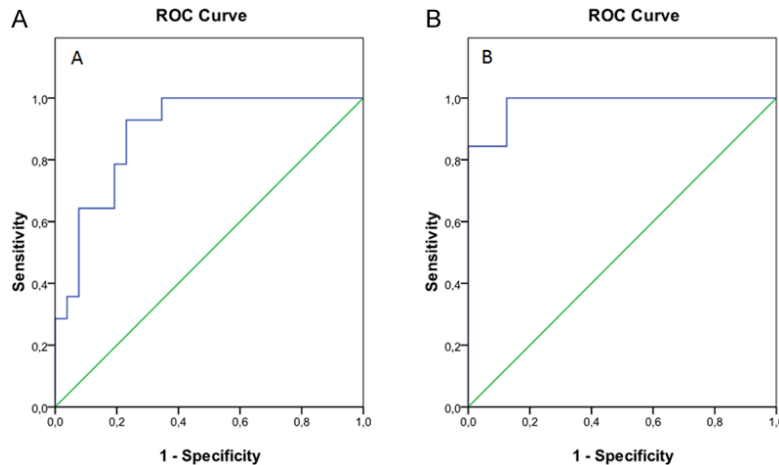 A
ROC Curve
A
Sensitivity
1,0
0,8
0,6
0,4
0,2
0,0
0,0 0,2 0,4 0,6 0,8 1,0
1 - Specificity
B
ROC Curve
B
Sensitivity
1,0
0,8
0,6
0,4
0,2
0,0
0,0 0,2 0,4 0,6 0,8 1,0
1 - Specificity